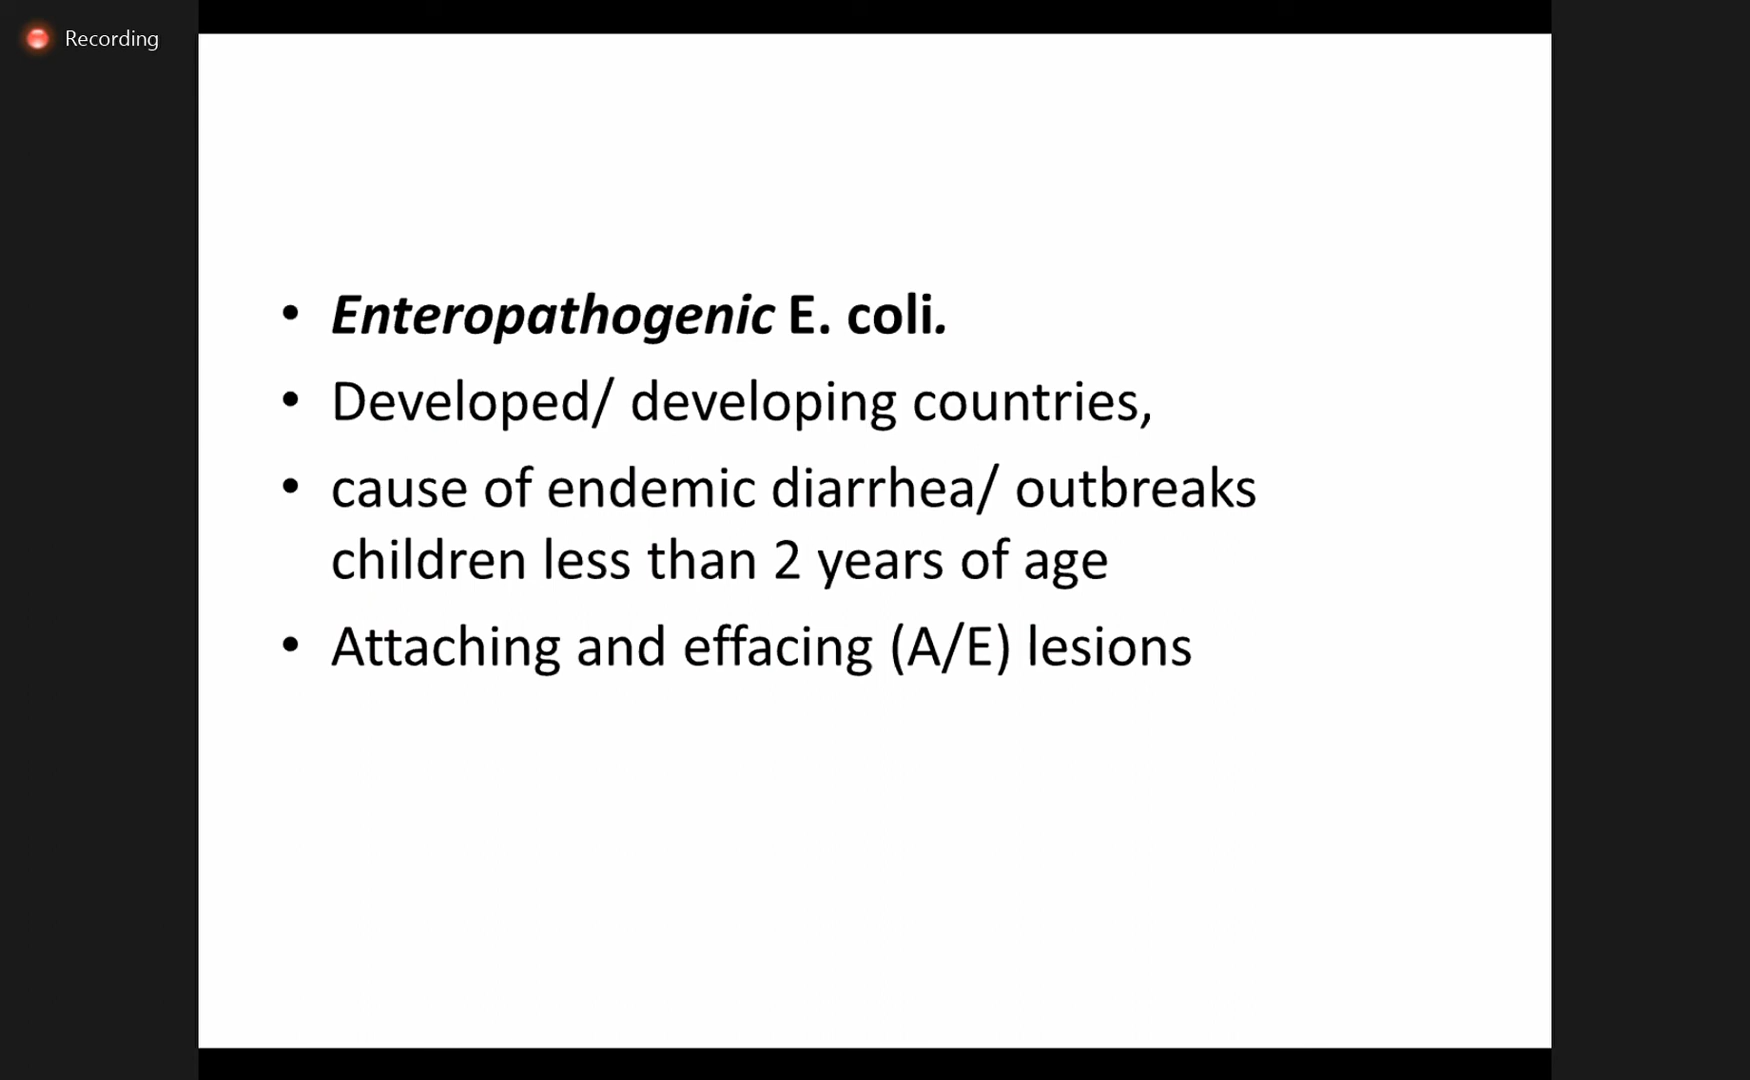 Recording
• Enteropathogenic E. coli.
• Developed/ developing countries,
• cause of endemic diarrhea/ outbreaks
children less than 2 years of age
• Attaching and effacing (A/E) lesions